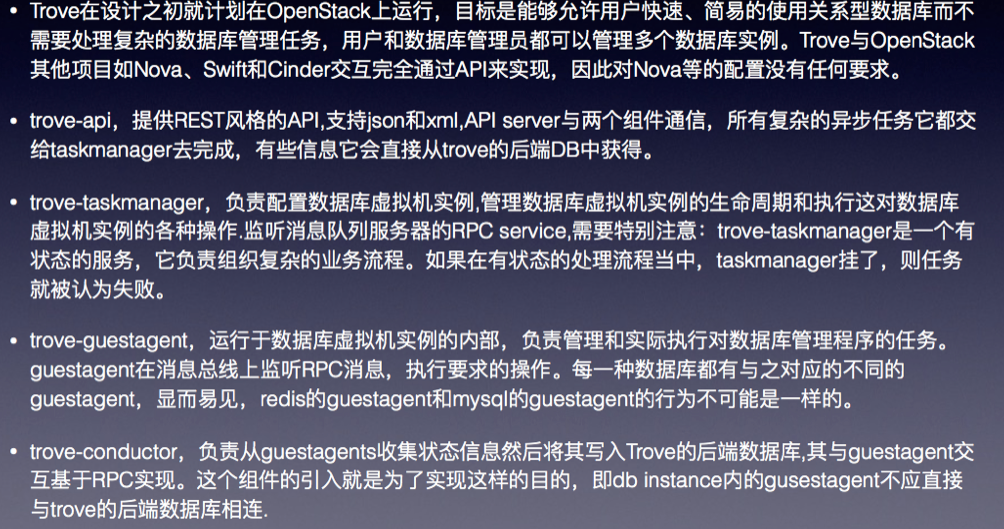 • Trove在设计之初就计划在OpenStack上运行，目标是能够允许用户快速、简易的使用关系型数据库而不
需要处理复杂的数据库管理任务，用户和数据库管理员都可以管理多个数据库实例。Trove与OpenStack
其他项目如Nova、Swift和Cinder交互完全通过API来实现，因此对Nova等的配置没有任何要求。
• trove-api，提供REST风格的API,支持json和xml,API server与两个组件通信，所有复杂的异步任务它都交
给taskmanager去完成，有些信息它会直接从trove的后端DB中获得。
• trove-taskmanager，负责配置数据库虚拟机实例,管理数据库虚拟机实例的生命周期和执行这对数据库
虚拟机实例的各种操作.监听消息队列服务器的RPC service,需要特别注意：trove-taskmanager是一个有
状态的服务，它负责组织复杂的业务流程。如果在有状态的处理流程当中，taskmanager挂了，则任务
就被认为失败。
• trove-guestagent，运行于数据库虚拟机实例的内部，负责管理和实际执行对数据库管理程序的任务。
guestagent在消息总线上监听RPC消息，执行要求的操作。每一种数据库都有与之对应的不同的
guestagent，显而易见，redis的guestagent和mysql的guestagent的行为不可能是一样的。
• trove-conductor，负责从guestagents收集状态信息然后将其写入Trove的后端数据库,其与guestagent交
互基于RPC实现。这个组件的引入就是为了实现这样的目的，即db instance内的gusestagent不应直接
与trove的后端数据库相连.